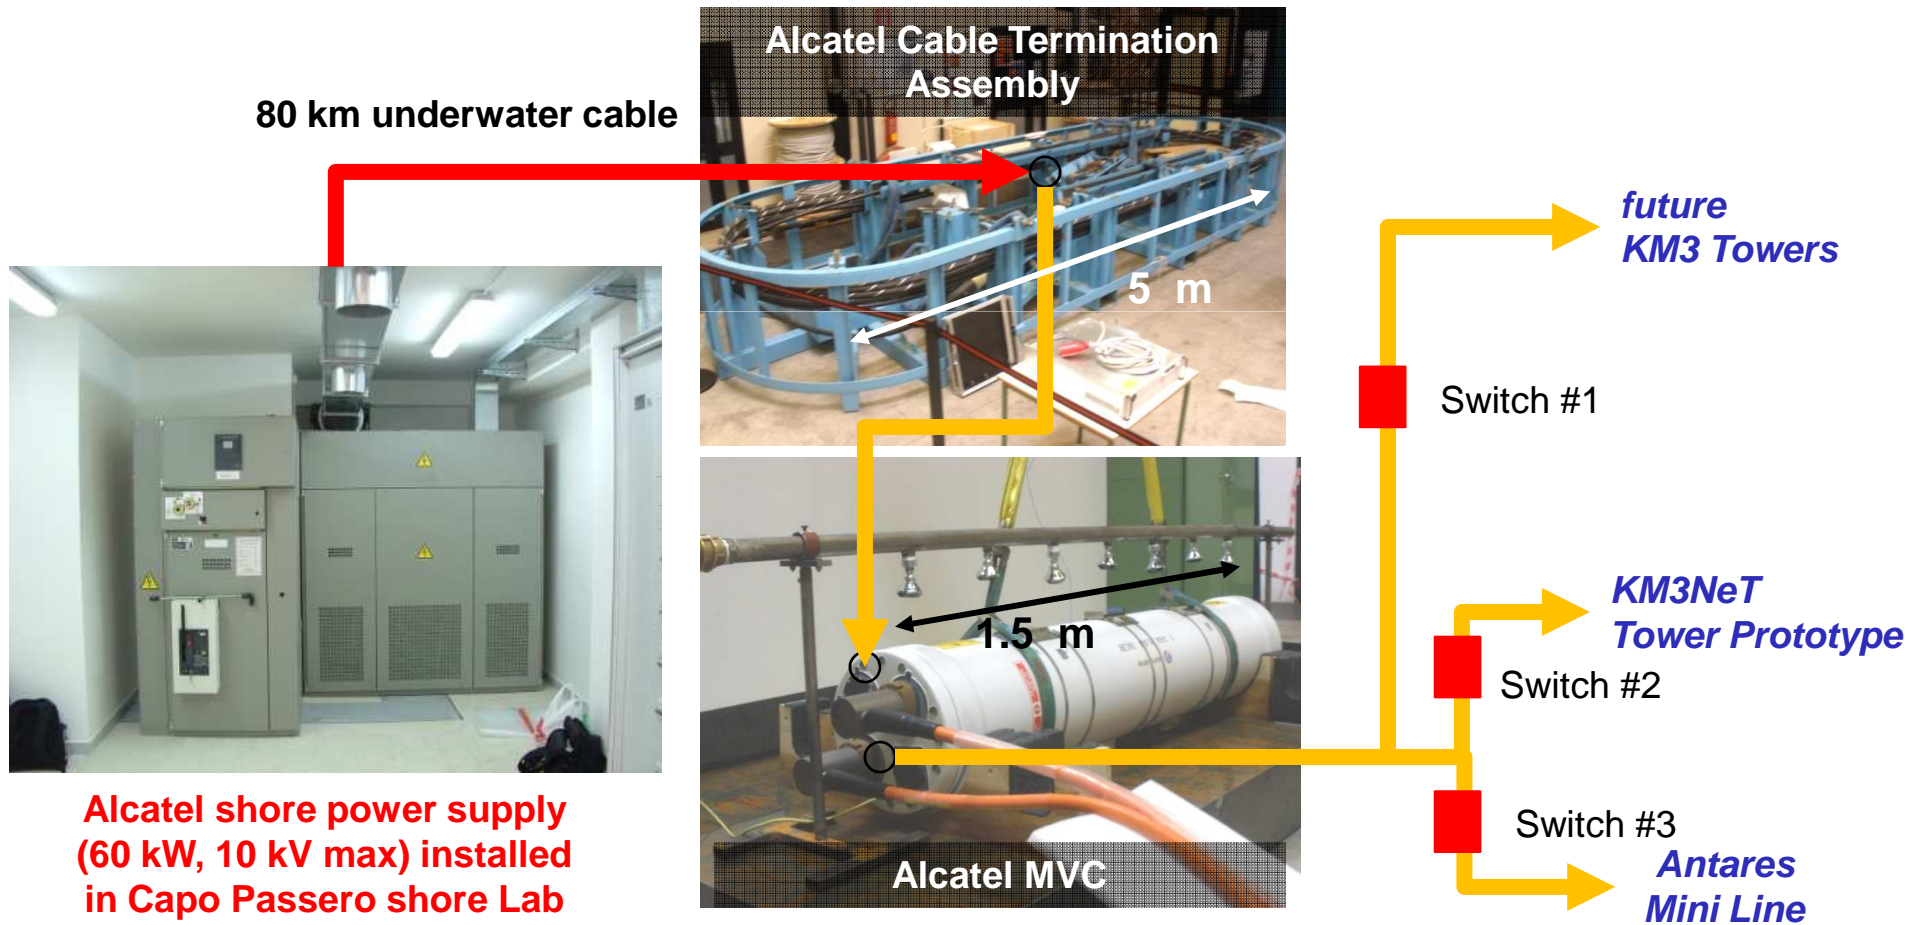 Alcatel Cable Termination
Assembly
80 km underwater cable
5 m
future
KM3 Towers
Switch #1
1.5 m
KM3NeT
Tower Prototype
Switch #2
Switch #3
Antares
Mini Line
Alcatel MVC
Alcatel shore power supply
(60 kW, 10 kV max) installed
in Capo Passero shore Lab